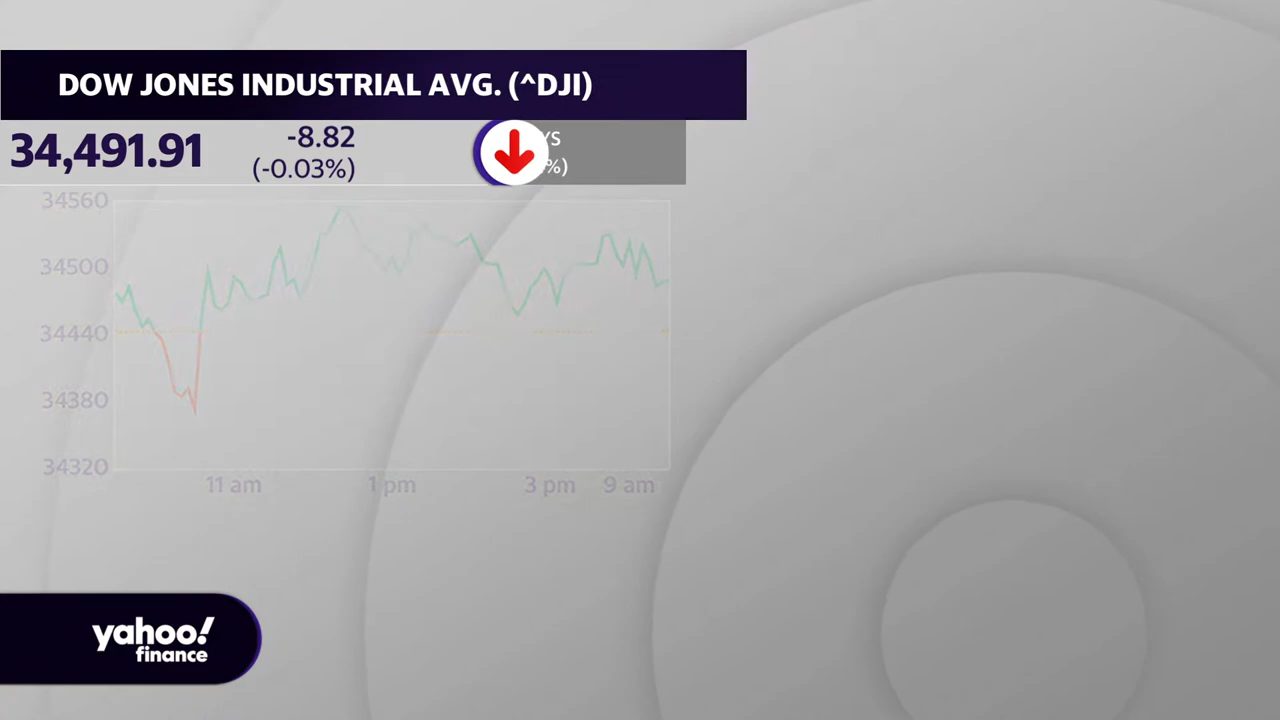 DOW JONES INDUSTRIAL AVG. (^DJI)
34,491.91
-8.82
(-0.03%)
YS
%)
34560
34500
34440
34380
34320
11 am
1 pm
3 pm
9 am
yahoo!
finance